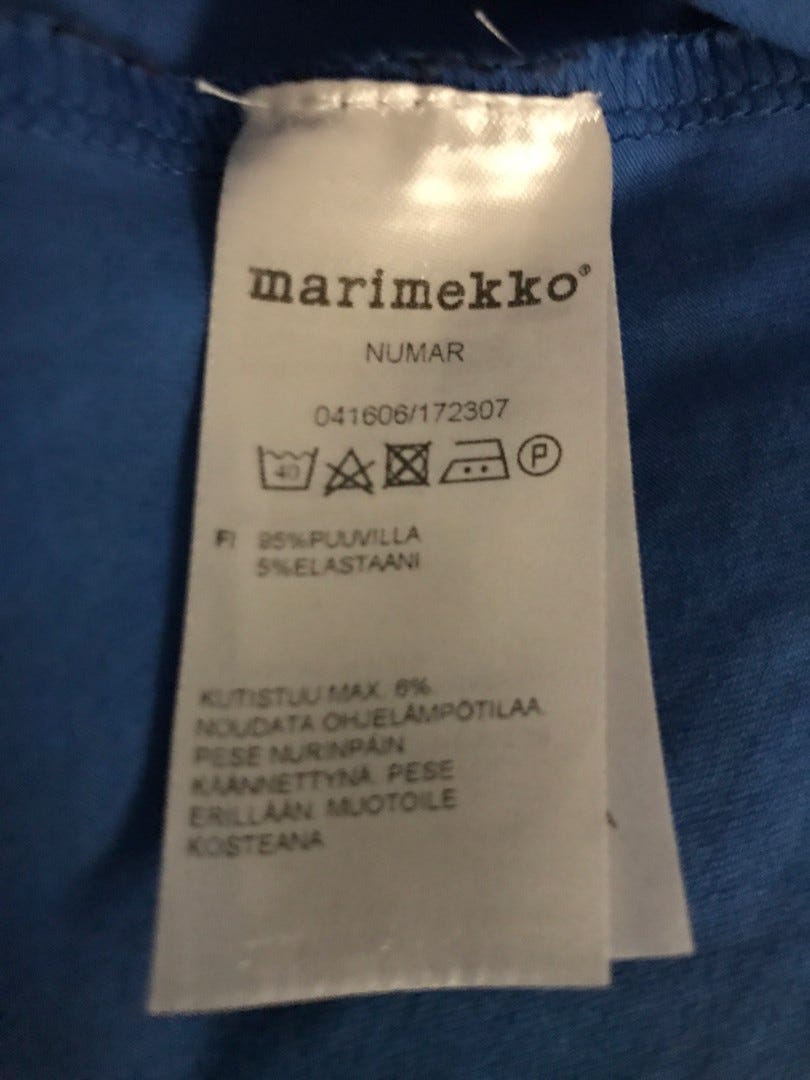 marimekko®
NUMAR
041606/172307
40 P
FI 95%PUUVILLA
5%ELASTAANI
KUTISTUU MAX. 6%.
NOUDATA OHJELÄMPÖTILAA.
PESE NURINPÄIN
KÄÄNNETTYNÄ. PESE
ERILLÄÄN. MUOTOILE
KOSTEANA